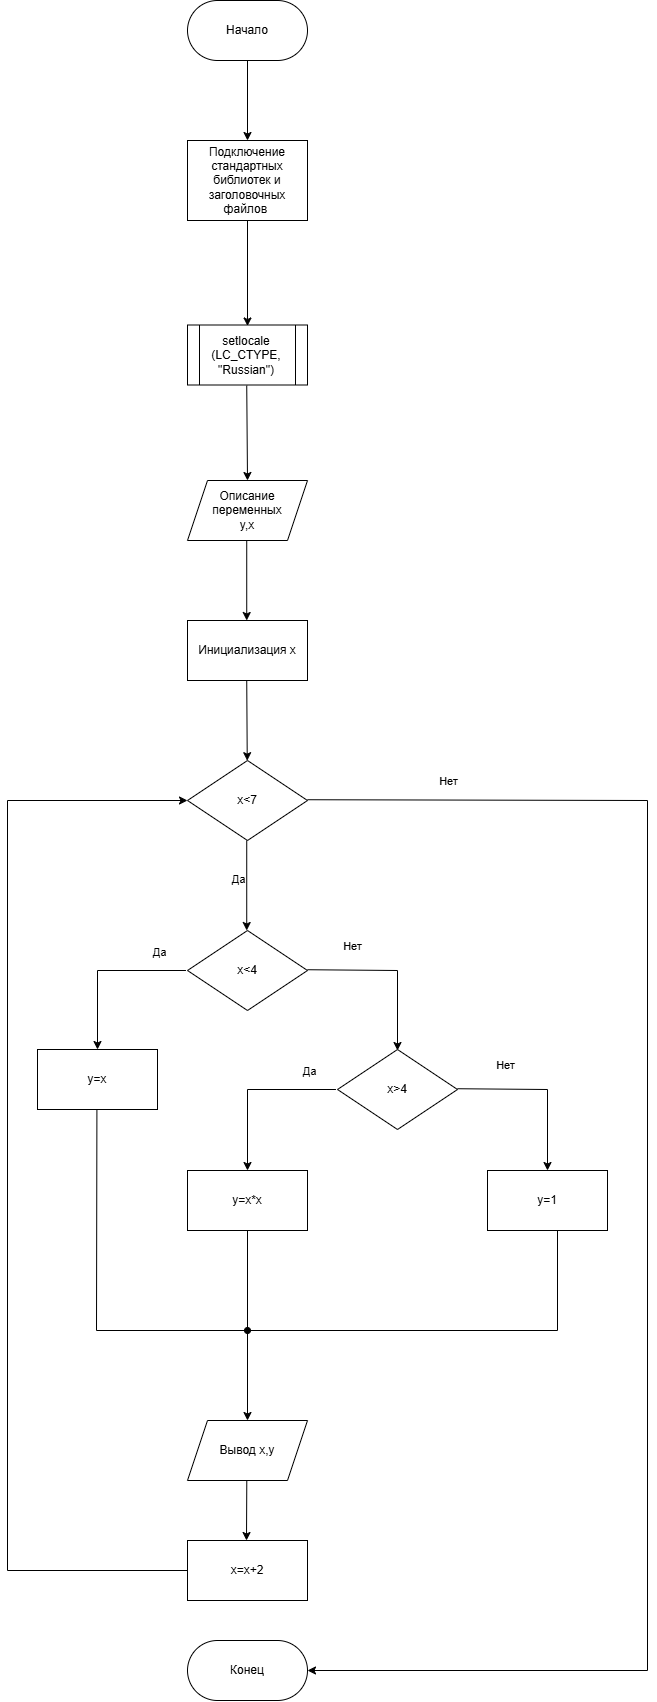 Начало
Подключение
стандартных
библиотек и
заголовочных
файлов
setlocale
(LC_CTYPE,
"Russian")
Описание
переменных
y,x
Инициализация x
x<7
Нет
Да
x<4
Да
Нет
y=x
x>4
Да
Нет
y=x*x
y=1
Вывод x,y
x=x+2
Конец